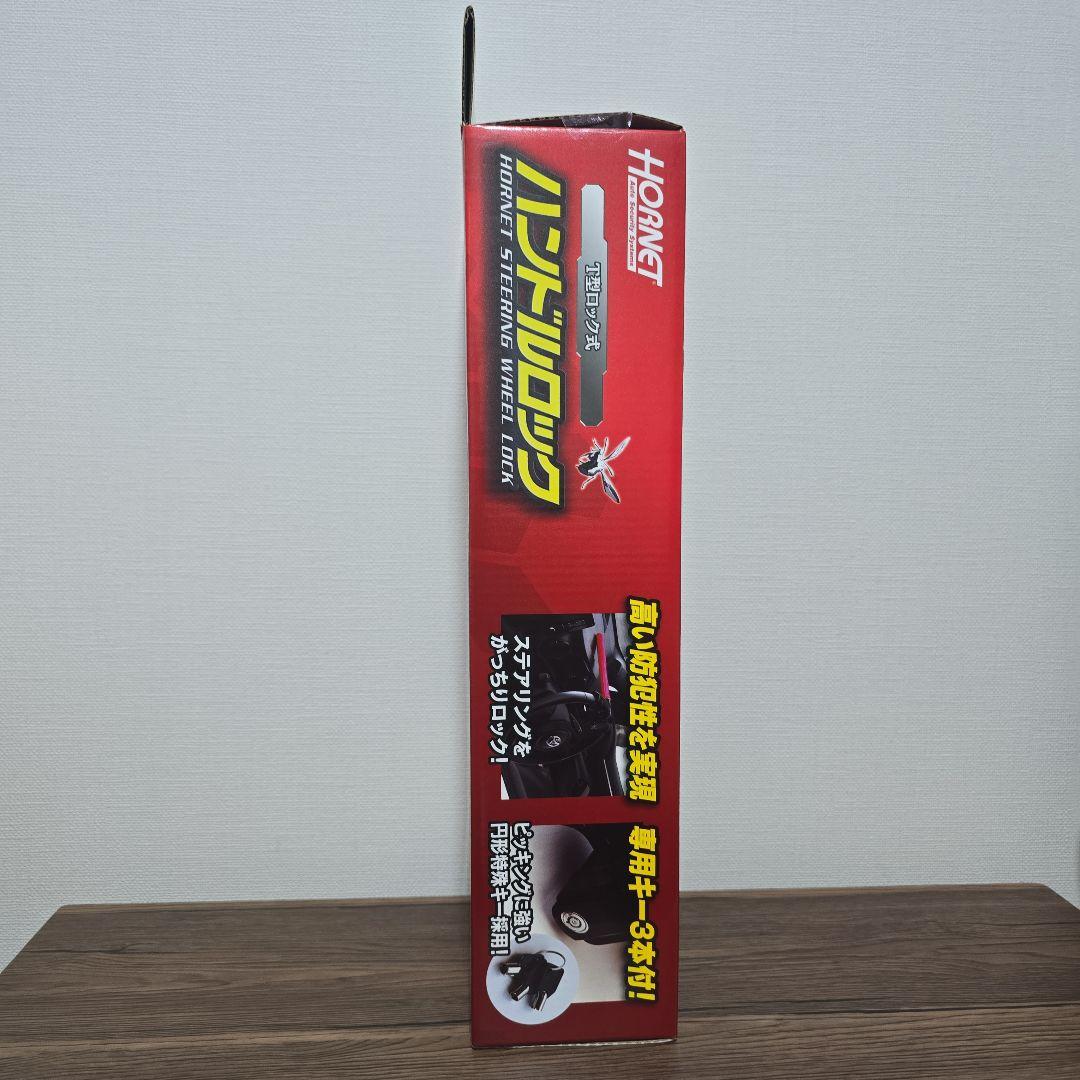 HORNET
Auto Security Systems
T型ロック式
ハンドルロック
HORNET STEERING WHEEL LOCK
高い防犯性を実現
ステアリングを
がっちりロック!
専用キー3本付!
ピッキングに強い
円形特殊キー採用!